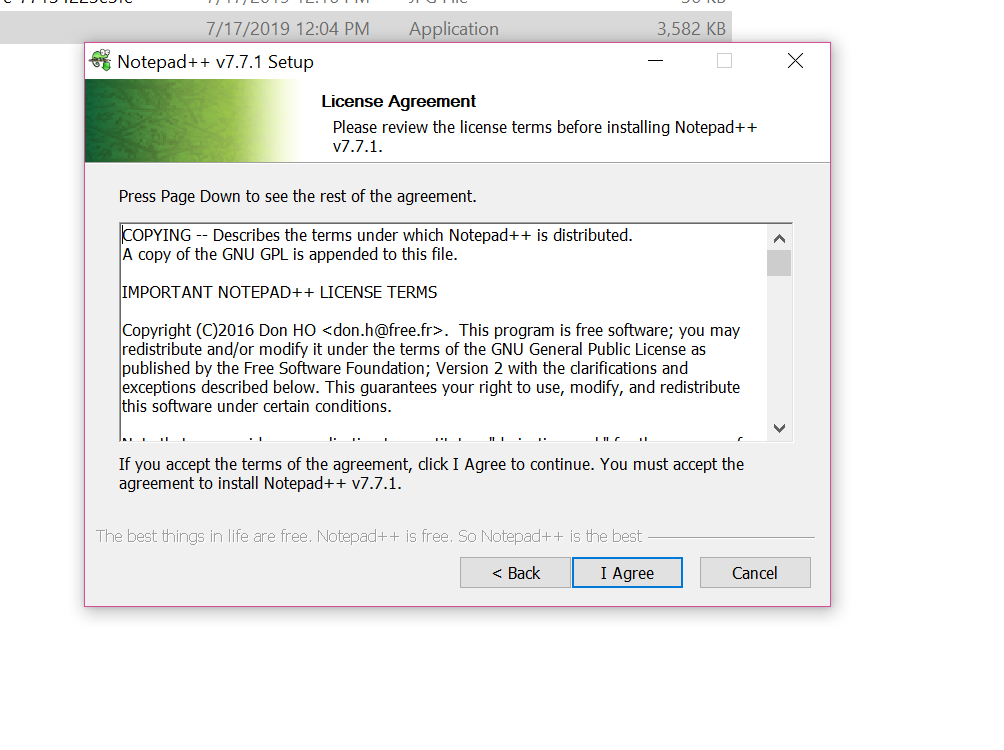 7/17/2019 12:04 PM Application 3,582 KB
Notepad++ v7.7.1 Setup
License Agreement
Please review the license terms before installing Notepad++
v7.7.1.
Press Page Down to see the rest of the agreement.
COPYING -- Describes the terms under which Notepad++ is distributed.
A copy of the GNU GPL is appended to this file.
IMPORTANT NOTEPAD++ LICENSE TERMS
Copyright (C)2016 Don HO <don.h@free.fr>.  This program is free software; you may
redistribute and/or modify it under the terms of the GNU General Public License as
published by the Free Software Foundation; Version 2 with the clarifications and
exceptions described below. This guarantees your right to use, modify, and redistribute
this software under certain conditions.
If you accept the terms of the agreement, click I Agree to continue. You must accept the
agreement to install Notepad++ v7.7.1.
The best things in life are free. Notepad++ is free. So Notepad++ is the best
< Back I Agree Cancel